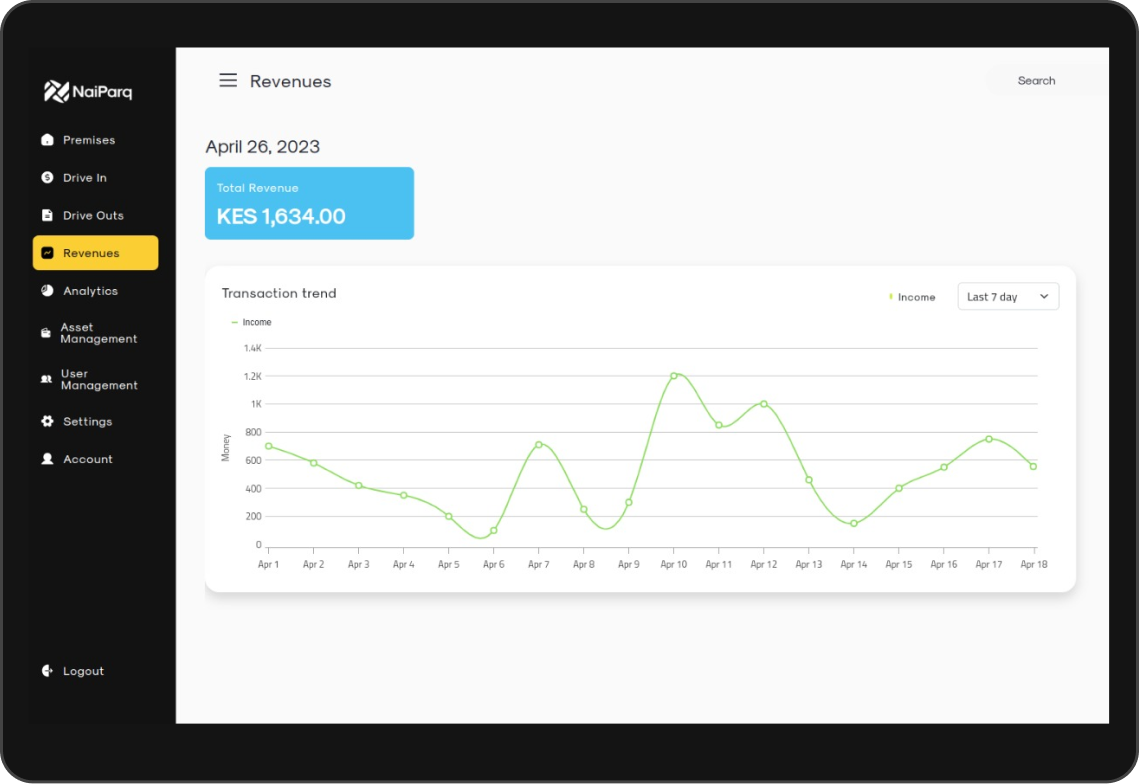 NaiParq
Premises
Drive In
Drive Outs
Revenues
Analytics
Asset
Management
User
Management
Settings
Account
Logout
Revenues
Search
April 26, 2023
Total Revenue
KES 1,634.00
Transaction trend
Income
Last 7 day
Income
Money
1.4K
1.2K
1K
800
600
400
200
0
Apr 1 Apr 2 Apr 3 Apr 4 Apr 5 Apr 6 Apr 7 Apr 8 Apr 9 Apr 10 Apr 11 Apr 12 Apr 13 Apr 14 Apr 15 Apr 16 Apr 17 Apr 18